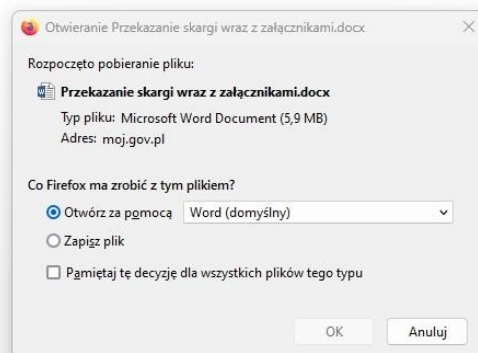 Otwieranie Przekazanie skargi wraz z załącznikami.docx
Rozpoczęto pobieranie pliku:
Przekazanie skargi wraz z załącznikami.docx
Typ pliku: Microsoft Word Document (5,9 MB)
Adres: moj.gov.pl
Co Firefox ma zrobić z tym plikiem?
Otwórz za pomocą Word (domyślny)
Zapisz plik
Pamiętaj tę decyzję dla wszystkich plików tego typu
OK Anuluj